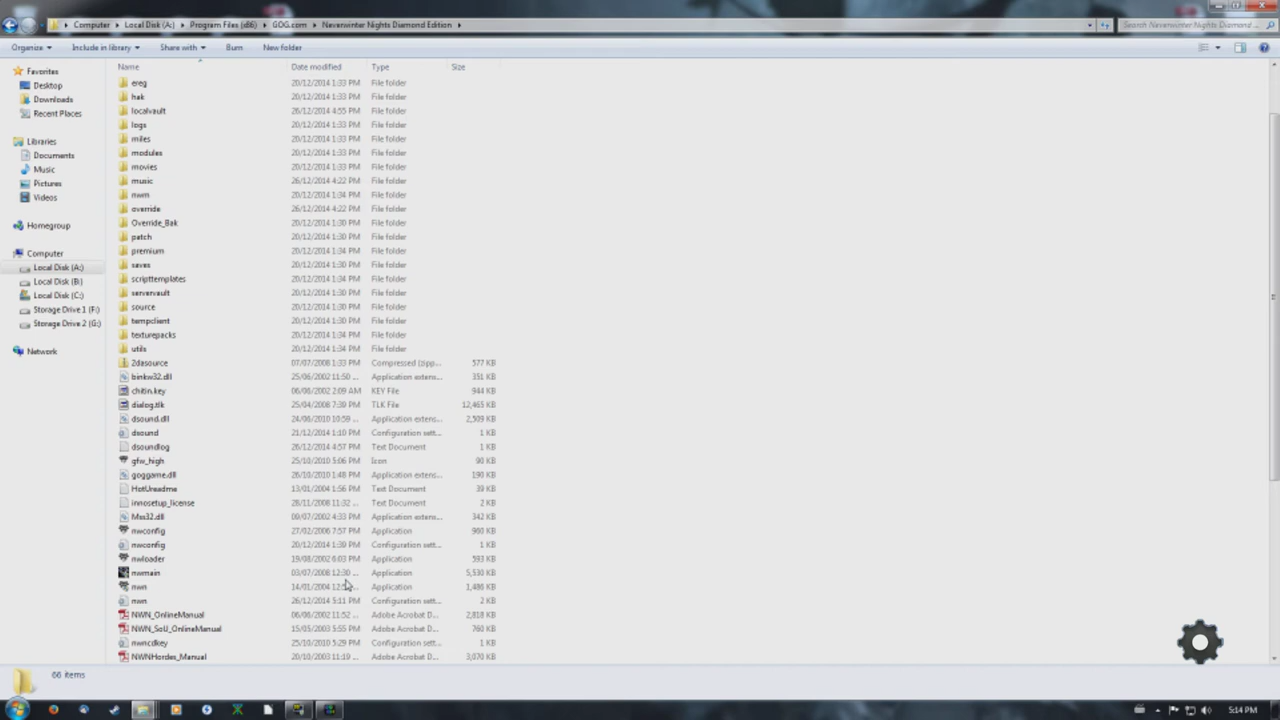 Computer ▸ Local Disk (A:) ▸ Program Files (x86) ▸ GOG.com ▸ Neverwinter Nights Diamond Edition ▸ Search Neverwinter Nights Diamond ...
Organize Include in library Share with Burn New folder
Name Date modified Type Size
Favorites
Desktop
Downloads
Recent Places
Libraries
Documents
Music
Pictures
Videos
Homegroup
Computer
Local Disk (A:)
Local Disk (B:)
Local Disk (C:)
Storage Drive 1 (F:)
Storage Drive 2 (G:)
Network
ereg 20/12/2014 1:33 PM File folder
hak 20/12/2014 1:33 PM File folder
localvault 26/12/2014 4:55 PM File folder
logs 20/12/2014 1:33 PM File folder
miles 20/12/2014 1:33 PM File folder
modules 20/12/2014 1:33 PM File folder
movies 20/12/2014 1:33 PM File folder
music 26/12/2014 4:22 PM File folder
nwm 20/12/2014 1:34 PM File folder
override 26/12/2014 4:22 PM File folder
Override_Bak 20/12/2014 1:30 PM File folder
patch 20/12/2014 1:30 PM File folder
premium 20/12/2014 1:34 PM File folder
saves 20/12/2014 1:30 PM File folder
scripttemplates 20/12/2014 1:34 PM File folder
servervault 20/12/2014 1:30 PM File folder
source 20/12/2014 1:30 PM File folder
tempclient 20/12/2014 1:30 PM File folder
texturepacks 20/12/2014 1:34 PM File folder
utils 20/12/2014 1:34 PM File folder
2dasource 07/07/2008 1:33 PM Compressed (zipp... 577 KB
binkw32.dll 25/06/2002 11:50 ... Application extens... 351 KB
chitin.key 06/06/2002 2:09 AM KEY File 944 KB
dialog.tlk 25/04/2008 7:39 PM TLK File 12,465 KB
dsound.dll 24/06/2010 10:59 ... Application extens... 2,509 KB
dsound 21/12/2014 1:10 PM Configuration sett... 1 KB
dsoundlog 26/12/2014 4:57 PM Text Document 1 KB
gfw_high 25/10/2010 5:06 PM Icon 90 KB
goggame.dll 26/10/2010 1:48 PM Application extens... 190 KB
HotUreadme 13/01/2004 1:56 PM Text Document 39 KB
innosetup_license 28/11/2008 11:32 ... Text Document 2 KB
Mss32.dll 09/07/2002 4:33 PM Application extens... 342 KB
nwconfig 27/02/2006 7:57 PM Application 960 KB
nwconfig 20/12/2014 1:39 PM Configuration sett... 1 KB
nwloader 19/08/2002 6:03 PM Application 593 KB
nwmain 03/07/2008 12:30 ... Application 5,530 KB
nwn 14/01/2004 ... Application 1,486 KB
nwn 26/12/2014 5:11 PM Configuration sett... 2 KB
NWN_OnlineManual 06/06/2002 11:52 ... Adobe Acrobat D... 2,818 KB
NWN_SoU_OnlineManual 15/05/2003 5:55 PM Adobe Acrobat D... 760 KB
nwncdkey 25/10/2010 5:29 PM Configuration sett... 1 KB
NWNHordes_Manual 20/10/2003 11:19 ... Adobe Acrobat D... 3,070 KB
66 items
5:14 PM